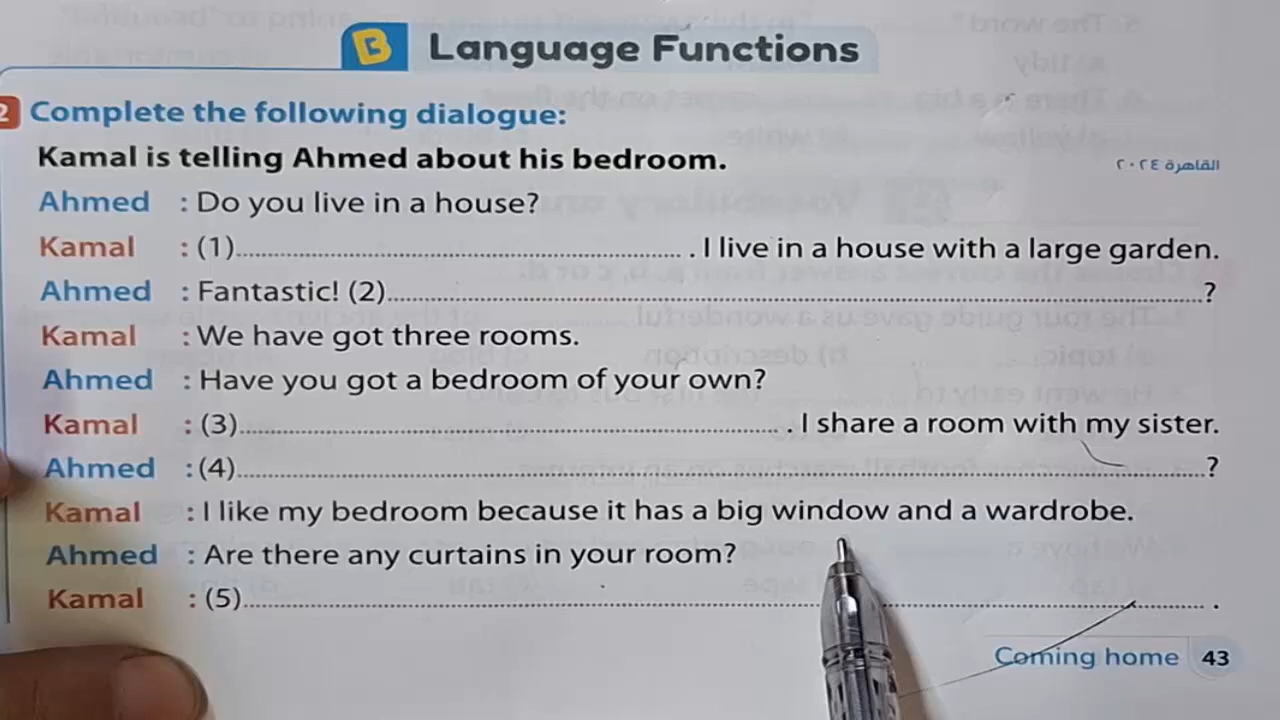 B Language Functions
2 Complete the following dialogue:
Kamal is telling Ahmed about his bedroom.
القاهرة ٢٠٢٤
Ahmed : Do you live in a house?
Kamal : (1)........................................ . I live in a house with a large garden.
Ahmed : Fantastic! (2)........................................?
Kamal : We have got three rooms.
Ahmed : Have you got a bedroom of your own?
Kamal : (3)........................................ . I share a room with my sister.
Ahmed : (4)........................................?
Kamal : I like my bedroom because it has a big window and a wardrobe.
Ahmed : Are there any curtains in your room?
Kamal : (5)........................................ .
Coming home 43